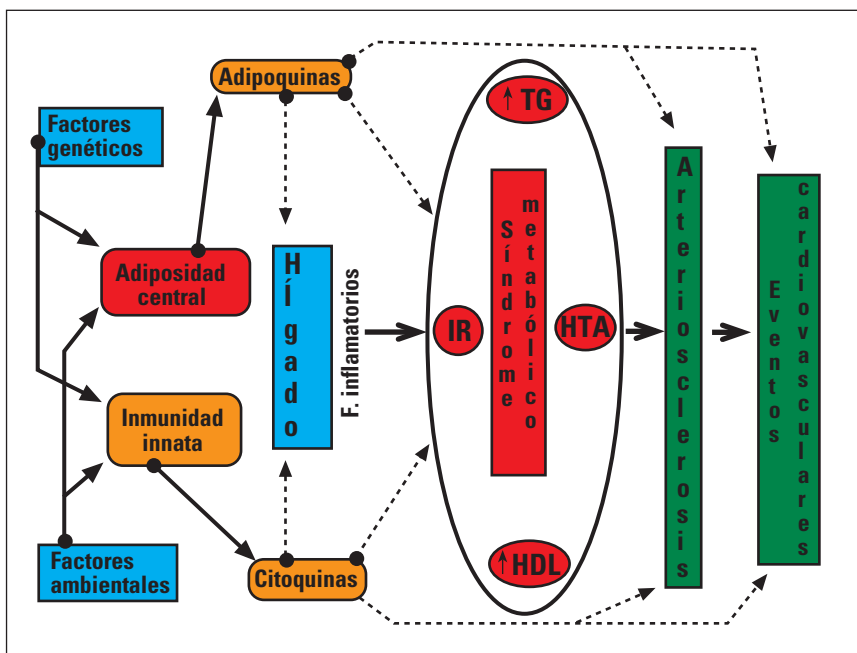 Adipoquinas
Factores
genéticos
↑ TG
Adiposidad
central
HÍgado
F. inflamatorios
IR
Síndrome
metabólico
HTA
Arteriosclerosis
Eventos
cardiovasculares
Inmunidad
innata
Factores
ambientales
Citoquinas
↑ HDL